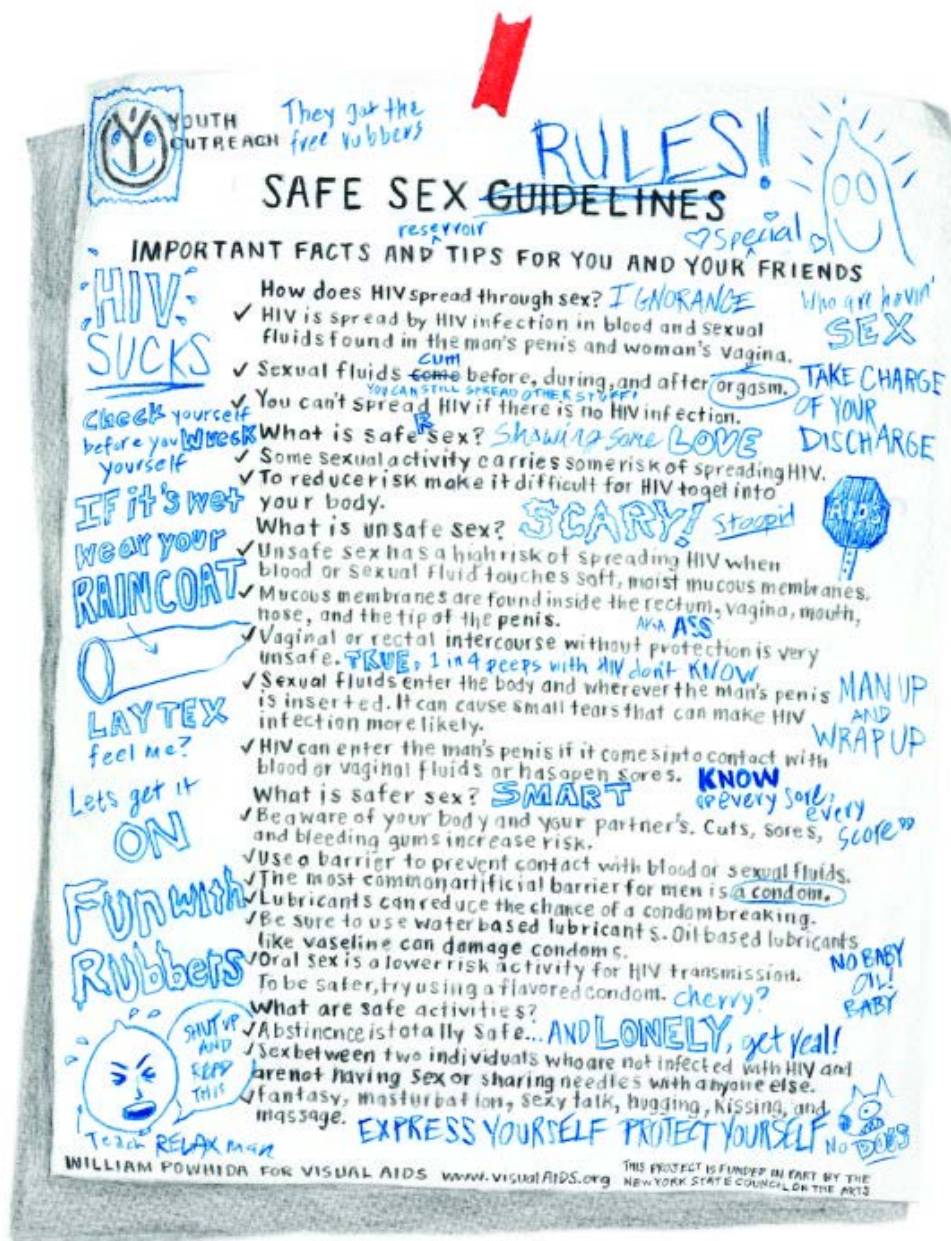 YOUTH
OUTREACH
They got the
free rubbers
RULES!
SAFE SEX GUIDELINES
reservoir
♡ Special ♡
IMPORTANT FACTS AND TIPS FOR YOU AND YOUR FRIENDS
HIV
SUCKS
How does HIV spread through sex? IGNORANCE
Who are havin'
SEX
✓ HIV is spread by HIV infection in blood and sexual
fluids found in the man's penis and woman's vagina.
CUM
✓ Sexual fluids come before, during, and after orgasm.
TAKE CHARGE
OF YOUR
DISCHARGE
YOU CAN STILL SPREAD OTHER STUFF!
✓ You can't spread HIV if there is no HIV infection.
Check yourself
before you WRECK
yourself
What is safeR sex? Showing some LOVE
✓ Some sexual activity carries some risk of spreading HIV.
✓ To reduce risk make it difficult for HIV to get into
your body.
IF it's wet
wear your
RAINCOAT
What is unsafe sex? SCARY! Stoopid
AIDS
✓ Unsafe sex has a high risk of spreading HIV when
blood or sexual fluid touches soft, moist mucous membranes.
✓ Mucous membranes are found inside the rectum, vagina, mouth,
nose, and the tip of the penis.
AKA ASS
✓ Vaginal or rectal intercourse without protection is very
unsafe. TRUE, 1 in 4 peeps with HIV don't KNOW
✓ Sexual fluids enter the body and wherever the man's penis
is inserted. It can cause small tears that can make HIV
infection more likely.
MAN UP
AND
WRAP UP
LAYTEX
feel me?
✓ HIV can enter the man's penis if it comes into contact with
blood or vaginal fluids or has open sores.
KNOW
"every sore,
every
score"
Lets get it
ON
What is safer sex? SMART
✓ Be aware of your body and your partner's. Cuts, sores,
and bleeding gums increase risk.
✓ Use a barrier to prevent contact with blood or sexual fluids.
✓ The most common artificial barrier for men is a condom.
✓ Lubricants can reduce the chance of a condom breaking.
✓ Be sure to use water based lubricants. Oil based lubricants
like vaseline can damage condoms.
Fun with
Rubbers
NO BABY
OIL!
BABY
✓ Oral sex is a lower risk activity for HIV transmission.
To be safer, try using a flavored condom. cherry?
What are safe activities?
✓ Abstinence is totally safe... AND LONELY, get real!
✓ Sex between two individuals who are not infected with HIV and
are not having sex or sharing needles with anyone else.
✓ fantasy, masturbation, sexy talk, hugging, kissing, and
massage.
SHUT UP
AND
READ
THIS
Teach RELAX man
EXPRESS YOURSELF PROTECT YOURSELF
No DOGS
WILLIAM POWHIDA FOR VISUAL AIDS www.visualAIDS.org
THIS PROJECT IS FUNDED IN PART BY THE
NEW YORK STATE COUNCIL ON THE ARTS